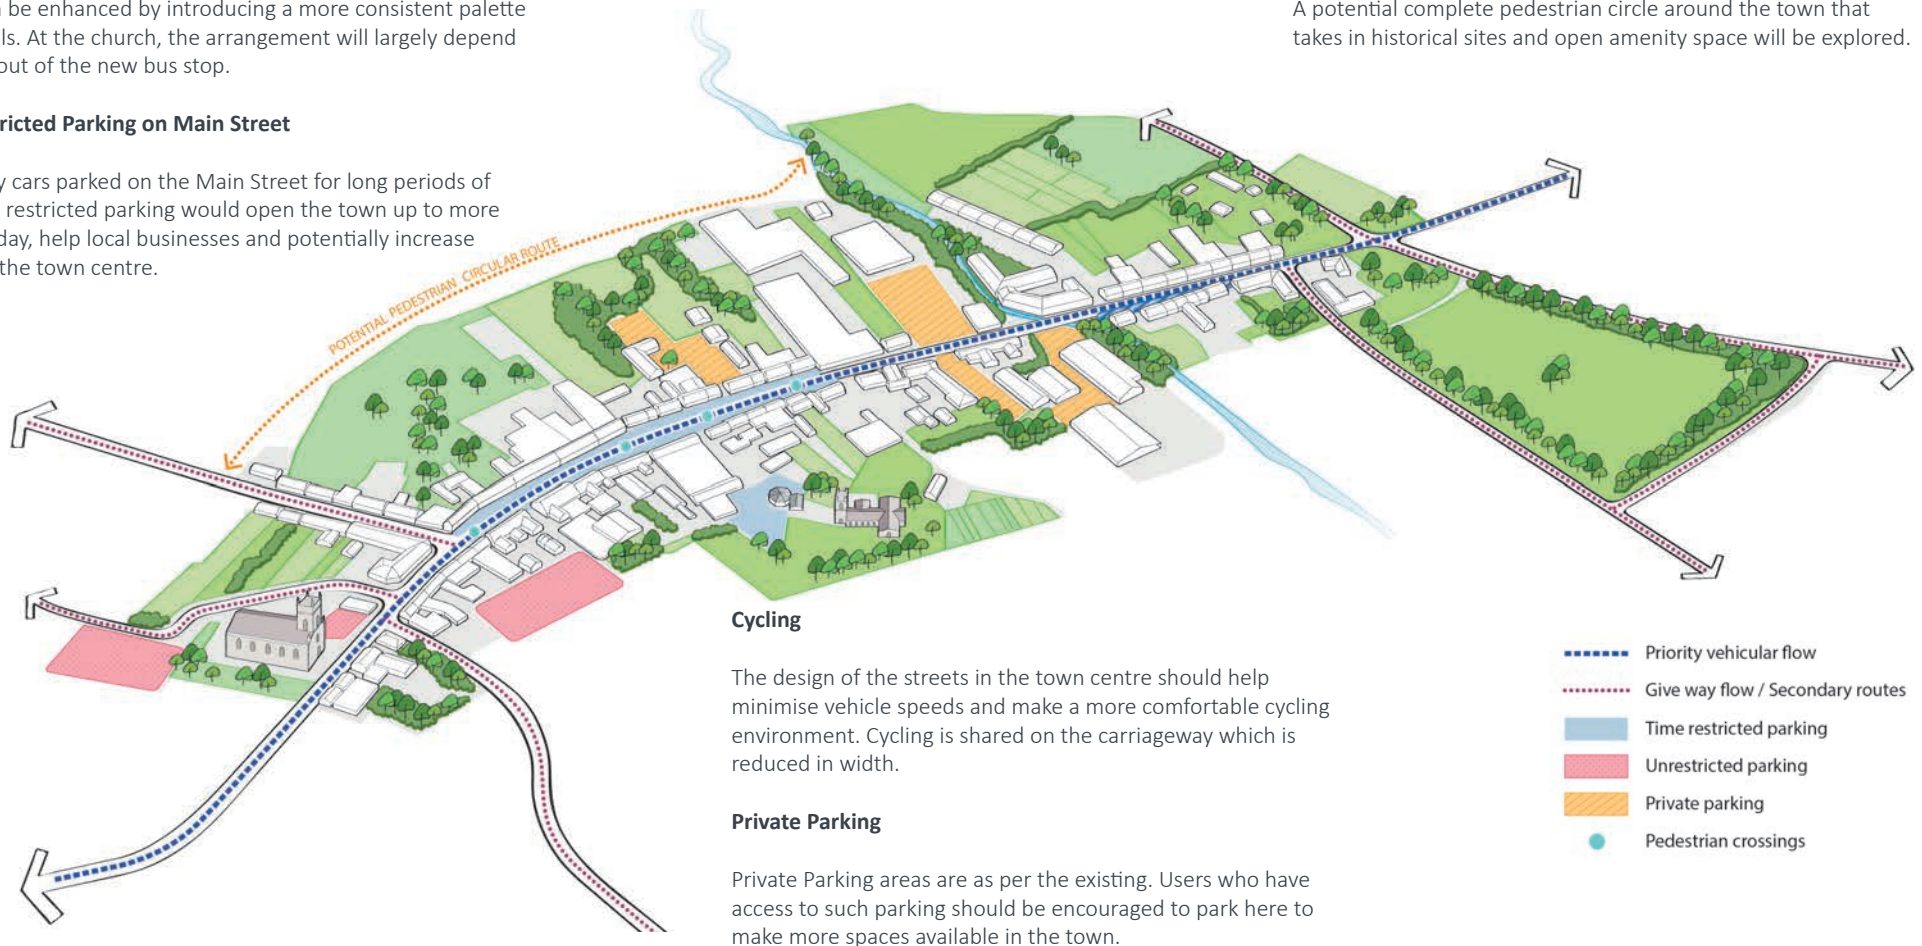 be enhanced by introducing a more consistent palette
ls. At the church, the arrangement will largely depend
out of the new bus stop.
ricted Parking on Main Street
y cars parked on the Main Street for long periods of
restricted parking would open the town up to more
day, help local businesses and potentially increase
the town centre.
A potential complete pedestrian circle around the town that
takes in historical sites and open amenity space will be explored.
POTENTIAL PEDESTRIAN CIRCULAR ROUTE
Cycling
The design of the streets in the town centre should help
minimise vehicle speeds and make a more comfortable cycling
environment. Cycling is shared on the carriageway which is
reduced in width.
Private Parking
Private Parking areas are as per the existing. Users who have
access to such parking should be encouraged to park here to
make more spaces available in the town.
Priority vehicular flow
Give way flow / Secondary routes
Time restricted parking
Unrestricted parking
Private parking
Pedestrian crossings